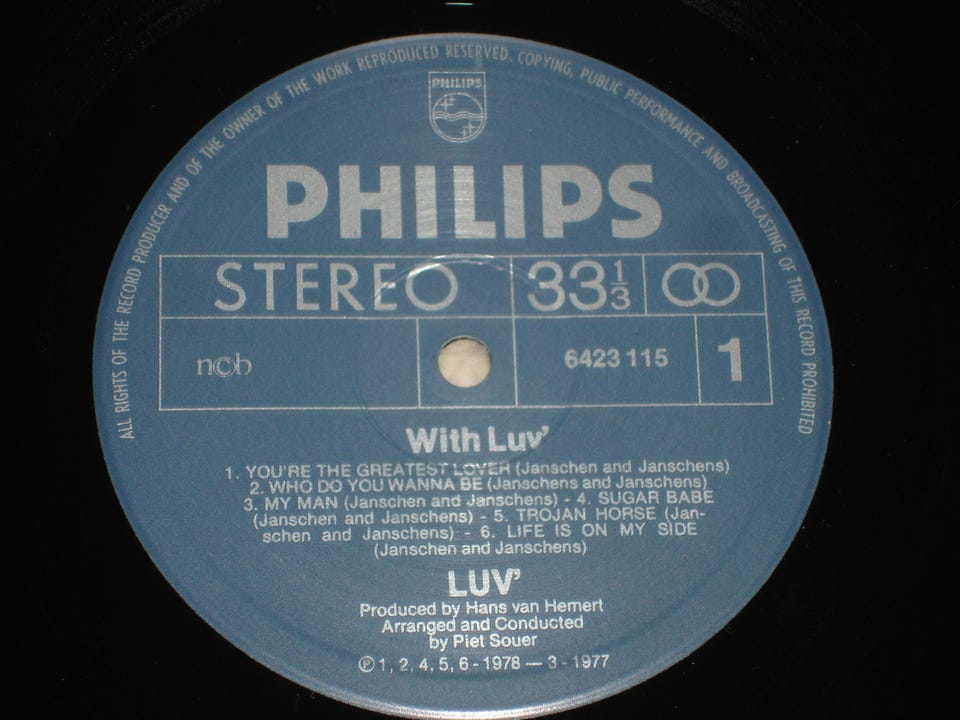 ALL RIGHTS OF THE RECORD PRODUCER AND OF THE OWNER OF THE WORK REPRODUCED RESERVED. COPYING, PUBLIC PERFORMANCE AND BROADCASTING OF THIS RECORD PROHIBITED
PHILIPS
PHILIPS
STEREO 33 1/3
ncb 6423 115 1
With Luv'
1. YOU'RE THE GREATEST LOVER (Janschen and Janschens)
2. WHO DO YOU WANNA BE (Janschens and Janschens)
3. MY MAN (Janschen and Janschens) - 4. SUGAR BABE
(Janschen and Janschens) - 5. TROJAN HORSE (Jan-
schen and Janschens) - 6. LIFE IS ON MY SIDE
(Janschen and Janschens)
LUV'
Produced by Hans van Hemert
Arranged and Conducted
by Piet Souer
℗ 1, 2, 4, 5, 6 - 1978 — 3 - 1977